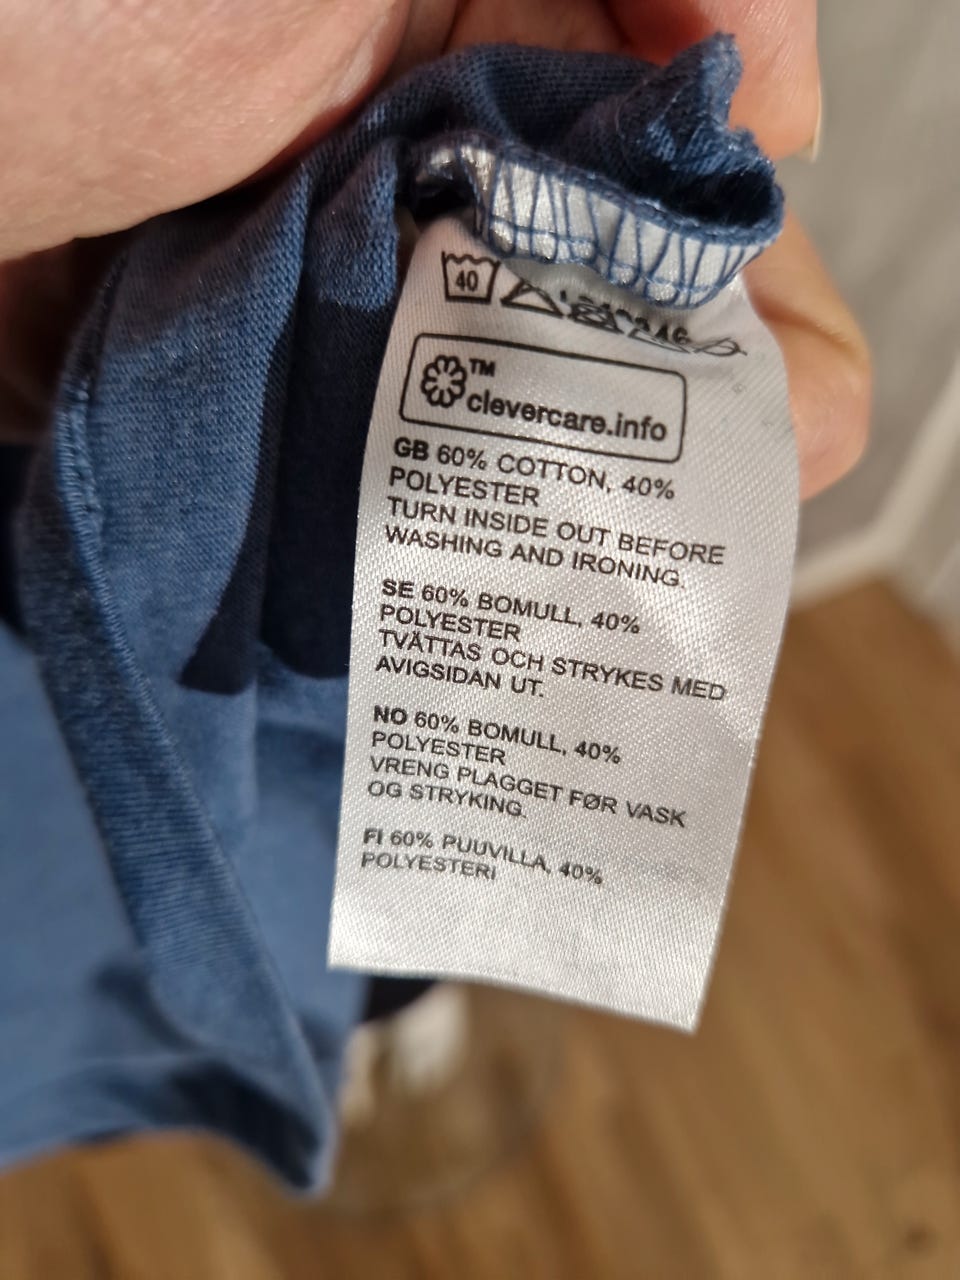 40
TM
clevercare.info
GB 60% COTTON, 40%
POLYESTER
TURN INSIDE OUT BEFORE
WASHING AND IRONING.
SE 60% BOMULL, 40%
POLYESTER
TVÄTTAS OCH STRYKES MED
AVIGSIDAN UT.
NO 60% BOMULL, 40%
POLYESTER
VRENG PLAGGET FØR VASK
OG STRYKING.
FI 60% PUUVILLA, 40%
POLYESTERI